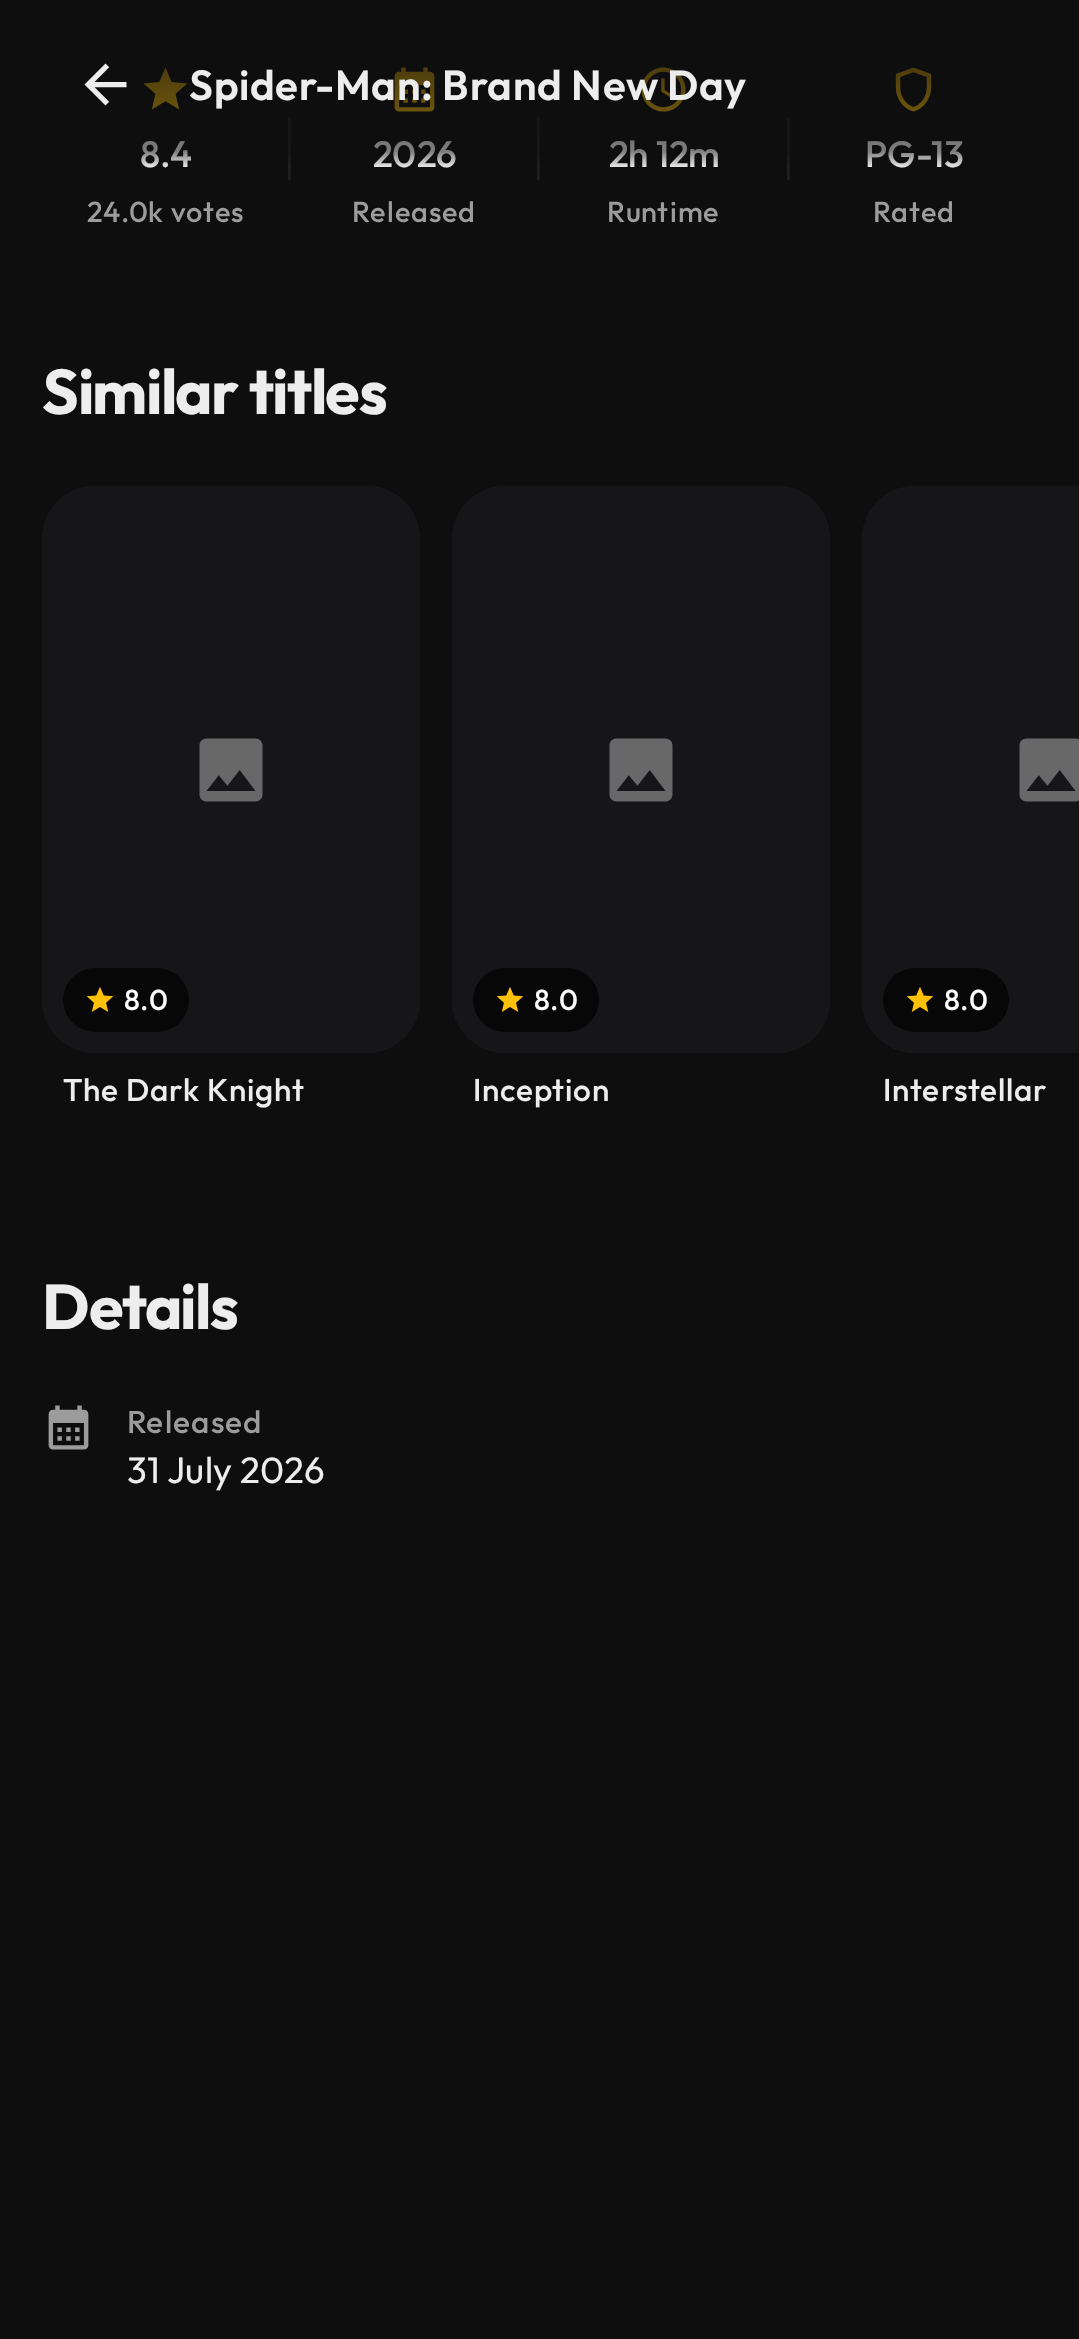 Spider-Man: Brand New Day
8.4 2026 2h 12m PG-13
24.0k votes Released Runtime Rated
Similar titles
8.0 8.0 8.0
The Dark Knight Inception Interstellar
Details
Released
31 July 2026